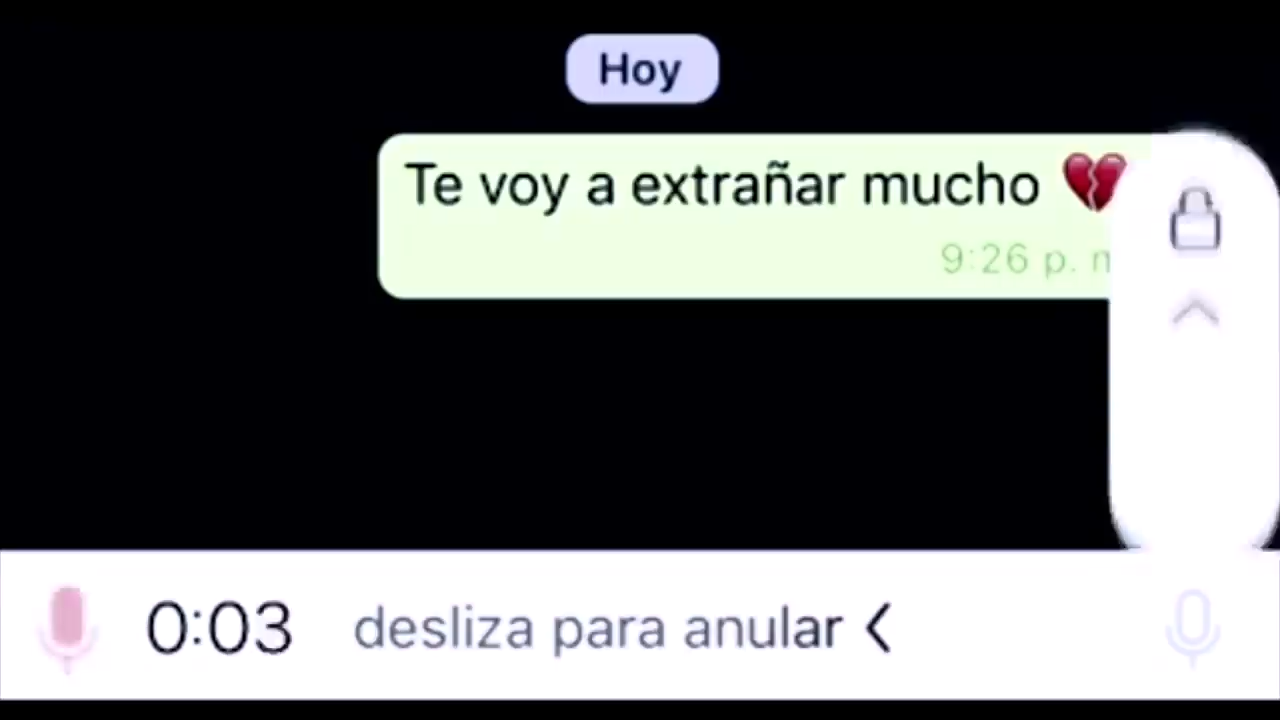 Hoy
Te voy a extrañar mucho 💔
9:26 p.
0:03 desliza para anular <